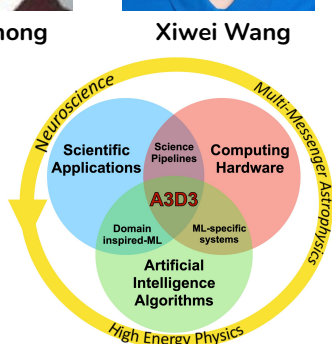 Xiwei Wang
Neuroscience
Multi-Messenger Astrophysics
Scientific
Applications
Science
Pipelines
Computing
Hardware
A3D3
Domain
inspired-ML
ML-specific
systems
Artificial
Intelligence
Algorithms
High Energy Physics